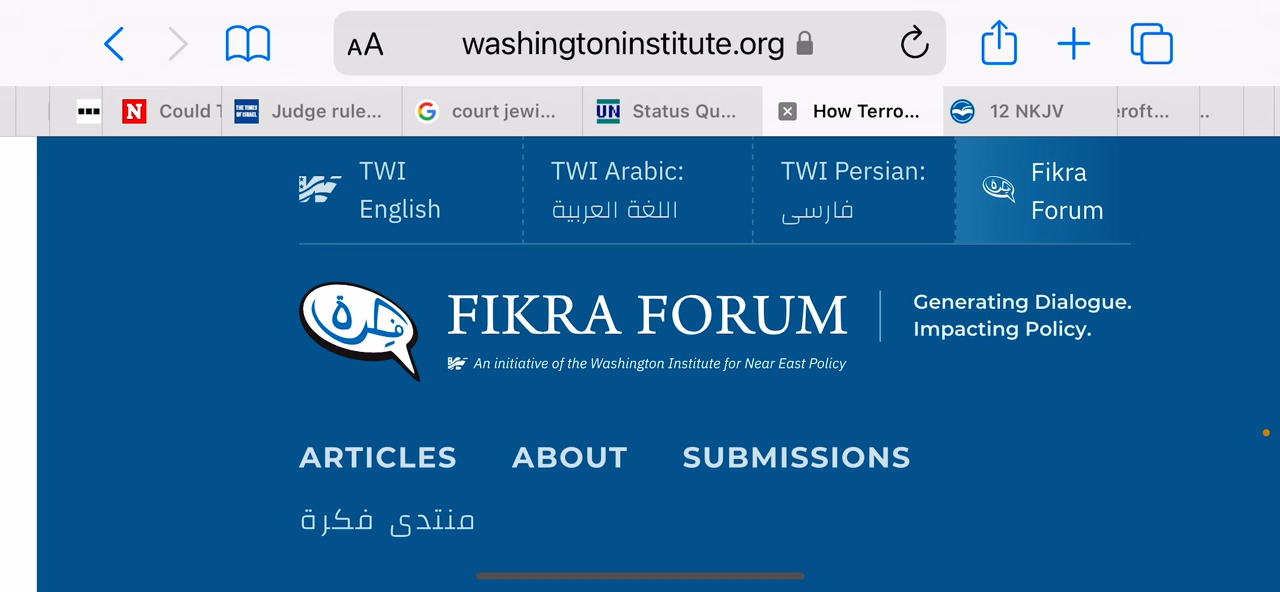 AA washingtoninstitute.org
Could T
Judge rule...
court jewi...
UN Status Qu...
How Terro...
12 NKJV
eroft...
..
TWI English
TWI Arabic: اللغة العربية
TWI Persian: فارسی
Fikra Forum
فكرة
FIKRA FORUM
An initiative of the Washington Institute for Near East Policy
Generating Dialogue.
Impacting Policy.
ARTICLES ABOUT SUBMISSIONS
منتدى فكرة